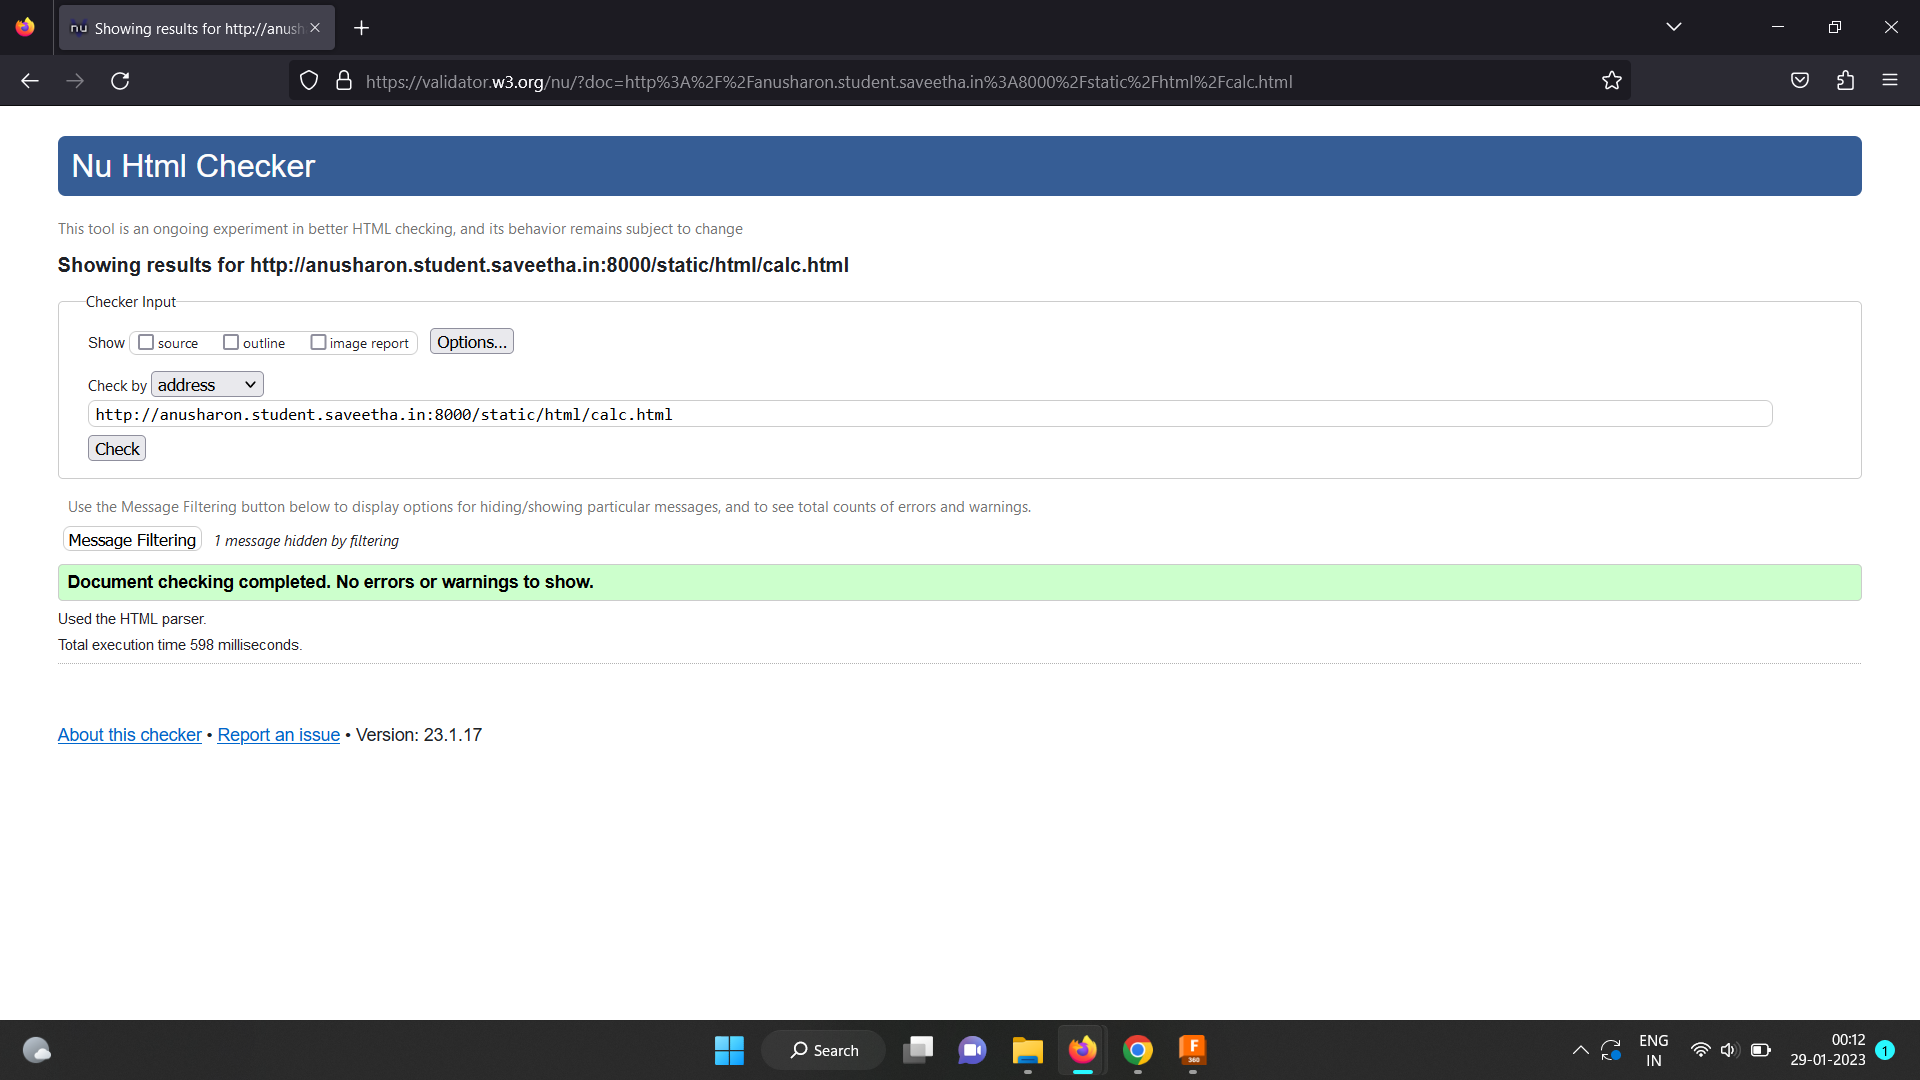 nu Showing results for http://anush
https://validator.w3.org/nu/?doc=http%3A%2F%2Fanusharon.student.saveetha.in%3A8000%2Fstatic%2Fhtml%2Fcalc.html
Nu Html Checker
This tool is an ongoing experiment in better HTML checking, and its behavior remains subject to change
Showing results for http://anusharon.student.saveetha.in:8000/static/html/calc.html
Checker Input
Show source outline image report Options...
Check by address
http://anusharon.student.saveetha.in:8000/static/html/calc.html
Check
Use the Message Filtering button below to display options for hiding/showing particular messages, and to see total counts of errors and warnings.
Message Filtering 1 message hidden by filtering
Document checking completed. No errors or warnings to show.
Used the HTML parser.
Total execution time 598 milliseconds.
About this checker • Report an issue • Version: 23.1.17
Search
F
360
ENG
IN
00:12
29-01-2023
1